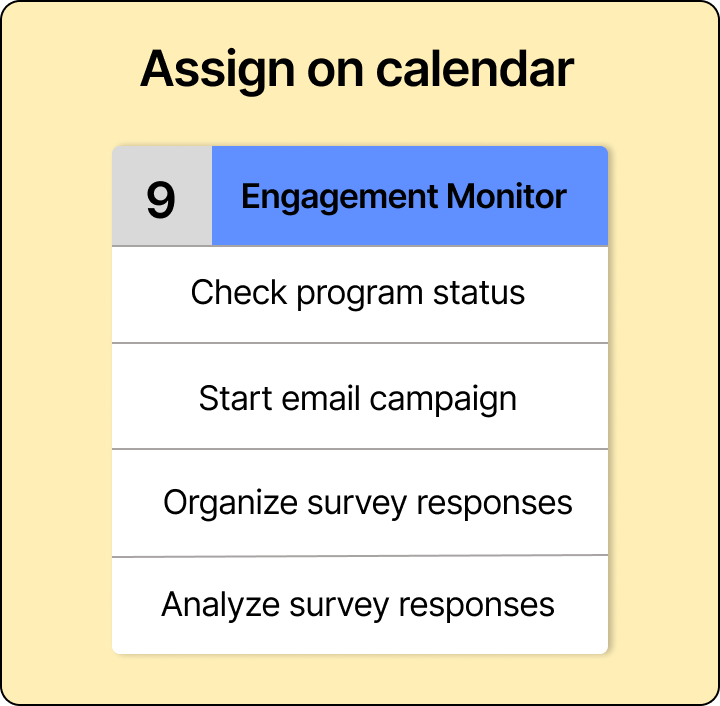 Assign on calendar
9 Engagement Monitor
Check program status
Start email campaign
Organize survey responses
Analyze survey responses